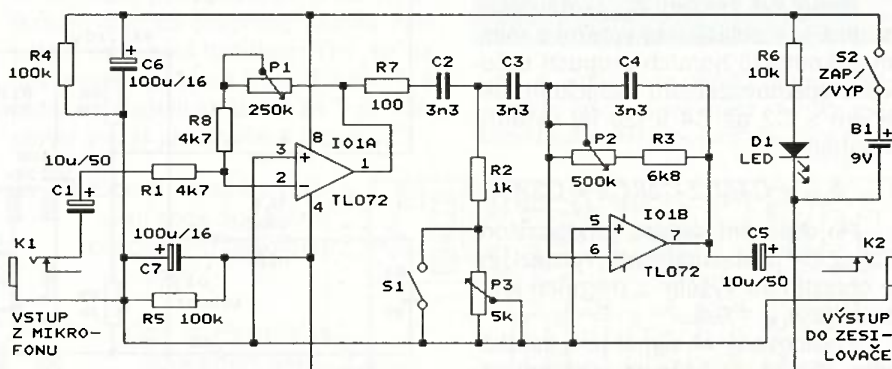 R4
100k
C6
100u/16
P1
250k
R7
100
C2
3n3
C3
3n3
C4
3n3
R6
10k
S2
ZAP/
/VYP
R8
4k7
10u/50
C1
R1
4k7
8
3
2
4
1
IO1A
TL072
R2
1k
P2
500k
R3
6k8
D1
LED
B1
9V
5
6
7
IO1B
TL072
C5
10u/50
K1
100u/16
C7
R5
100k
S1
P3
5k
K2
VSTUP
Z MIKRO-
FONU
VÝSTUP
DO ZESI-
LOVAČE